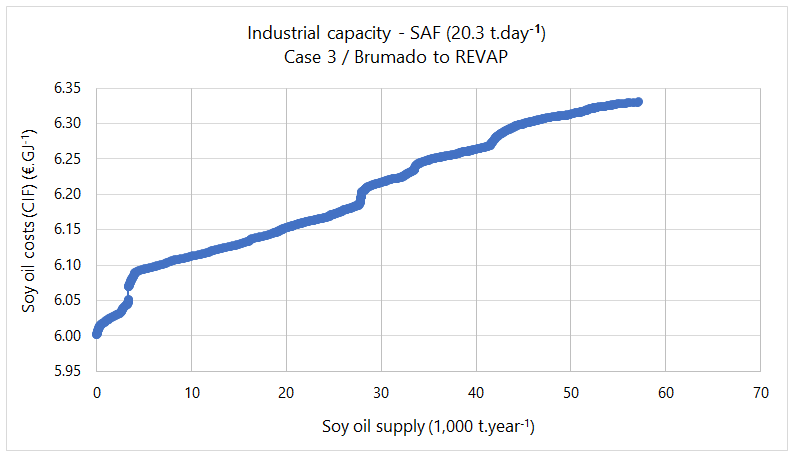 Industrial capacity - SAF (20.3 t.day⁻¹)
Case 3 / Brumado to REVAP
Soy oil costs (CIF) (€.GJ⁻¹)
6.35
6.30
6.25
6.20
6.15
6.10
6.05
6.00
5.95
0 10 20 30 40 50 60 70
Soy oil supply (1,000 t.year⁻¹)